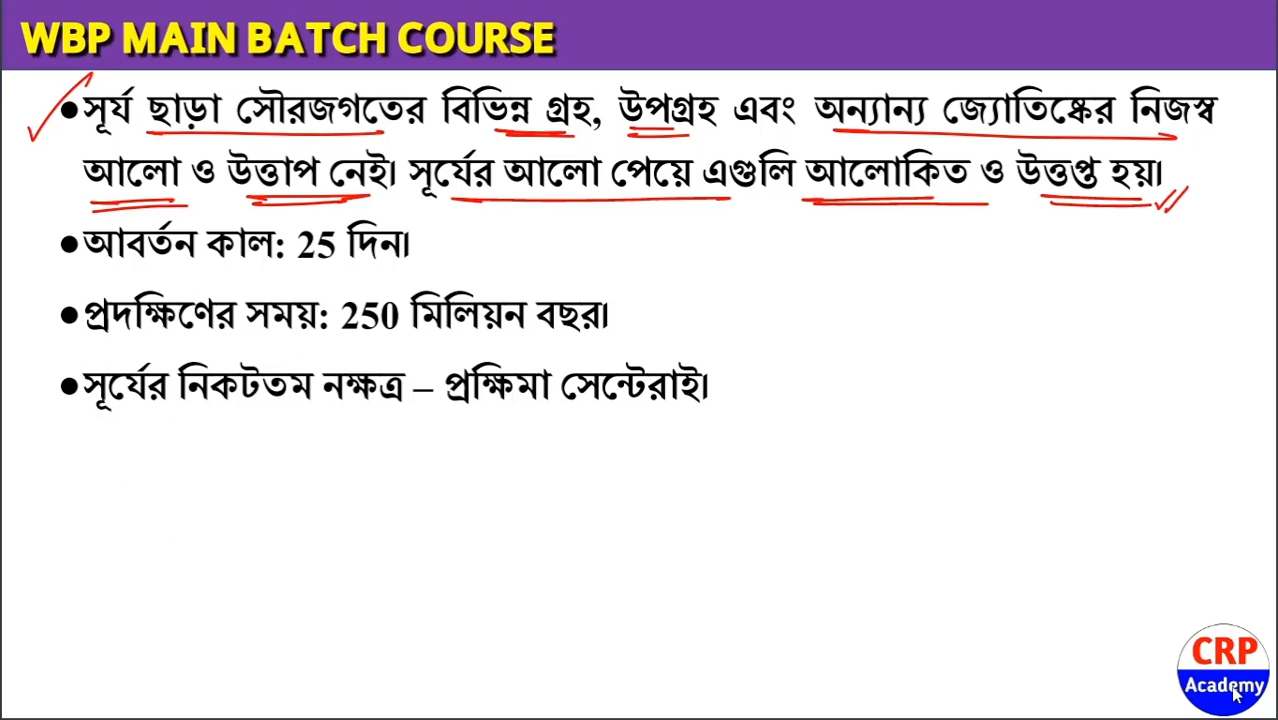 WBP MAIN BATCH COURSE
●সূর্য ছাড়া সৌরজগতের বিভিন্ন গ্রহ, উপগ্রহ এবং অন্যান্য জ্যোতিষ্কের নিজস্ব
আলো ও উত্তাপ নেই। সূর্যের আলো পেয়ে এগুলি আলোকিত ও উত্তপ্ত হয়।
●আবর্তন কাল: 25 দিন।
●প্রদক্ষিণের সময়: 250 মিলিয়ন বছর।
●সূর্যের নিকটতম নক্ষত্র – প্রক্ষিমা সেন্টেরাই।
CRP
Academy